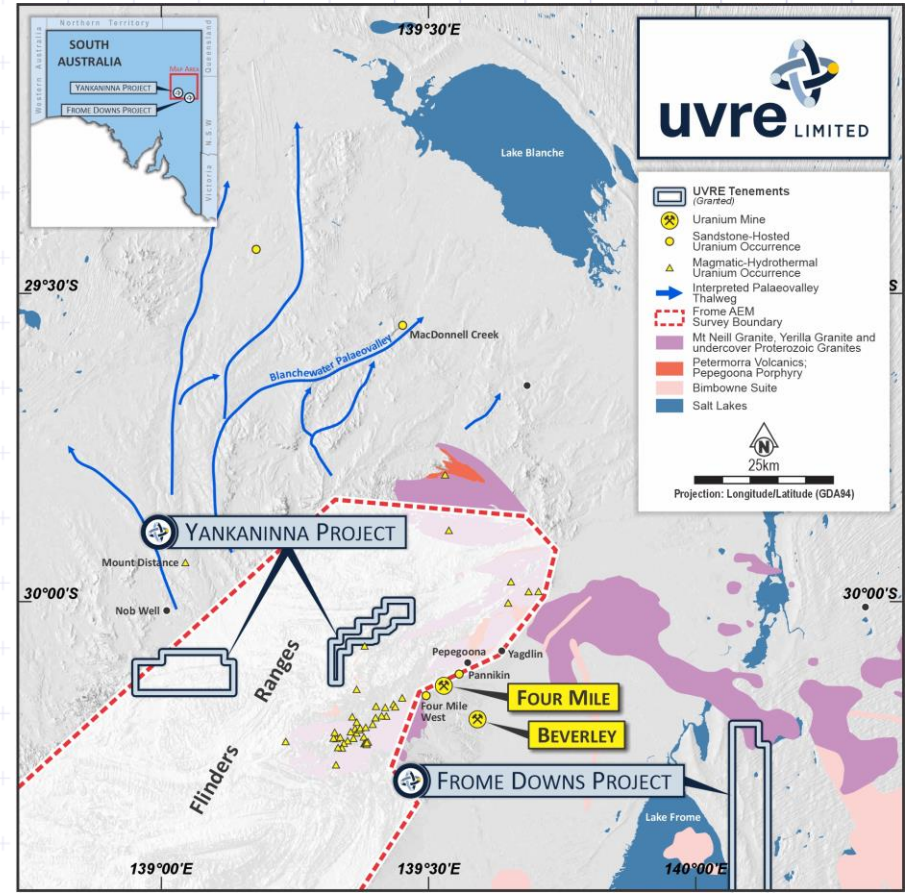 Northern Territory
Western Australia
SOUTH
AUSTRALIA
MAP AREA
YANKANINNA PROJECT
FROME DOWNS PROJECT
Queensland
N.S.W
Victoria
139°30'E
Lake Blanche
uvre LIMITED
UVRE Tenements
(Granted)
Uranium Mine
Sandstone-Hosted
Uranium Occurrence
Magmatic-Hydrothermal
Uranium Occurrence
Interpreted Palaeovalley
Thalweg
Frome AEM
Survey Boundary
Mt Neill Granite, Yerilla Granite and
undercover Proterozoic Granites
Petermorra Volcanics;
Pepegoona Porphyry
Bimbowne Suite
Salt Lakes
N
25km
Projection: Longitude/Latitude (GDA94)
29°30'S
S
MacDonnell Creek
Blanchewater Palaeovalley
YANKANINNA PROJECT
Mount Distance
30°00'S
30°00'S
Nob Well
Flinders Ranges
Pepegoona
Yagdlin
Pannikin
Four Mile
West
FOUR MILE
BEVERLEY
FROME DOWNS PROJECT
Lake Frome
139°00'E
139°30'E
140°00'E